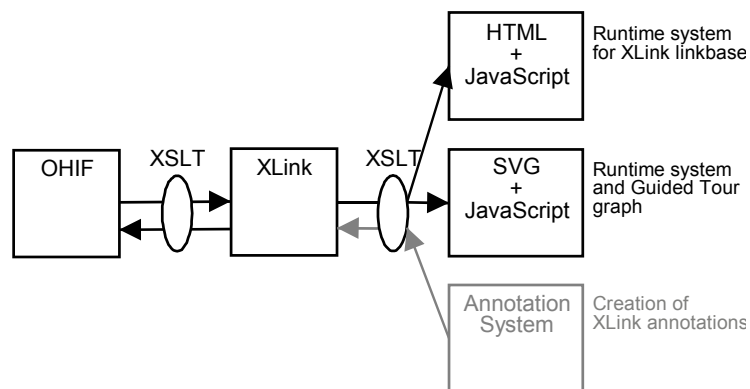 HTML
+
JavaScript
Runtime system
for XLink linkbase
OHIF
XSLT
XLink
XSLT
SVG
+
JavaScript
Runtime system
and Guided Tour
graph
Annotation
System
Creation of
XLink annotations